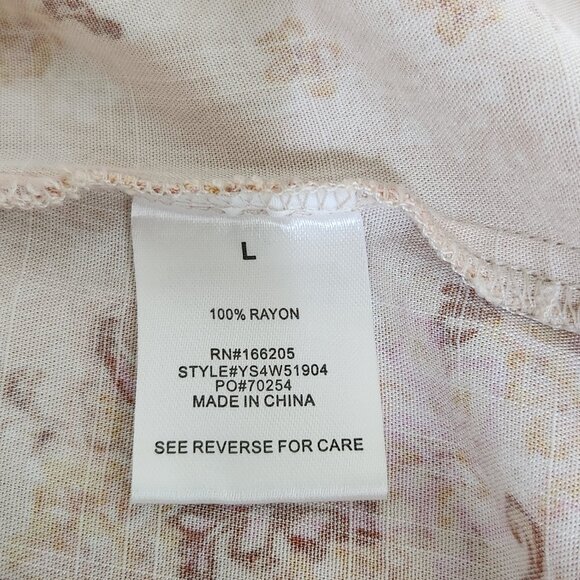 L
100% RAYON
RN#166205
STYLE#YS4W51904
PO#70254
MADE IN CHINA
SEE REVERSE FOR CARE